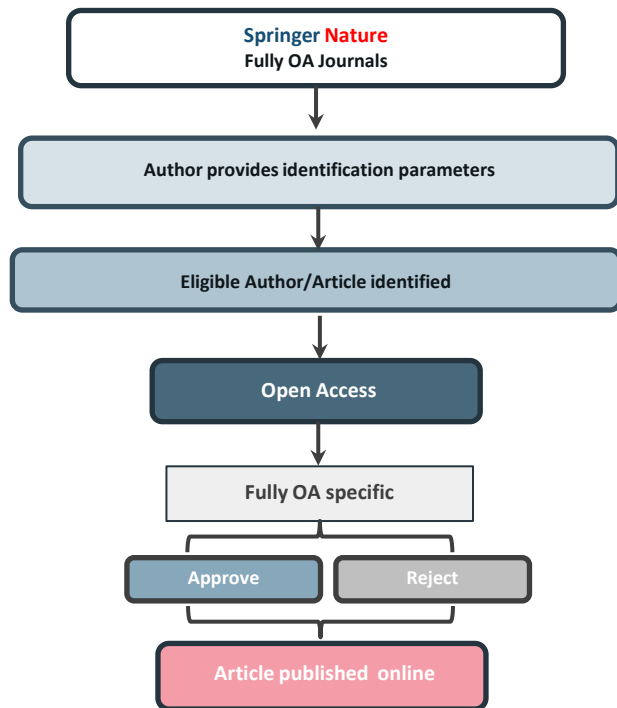 Springer Nature
Fully OA Journals
Author provides identification parameters
Eligible Author/Article identified
Open Access
Fully OA specific
Approve
Reject
Article published online